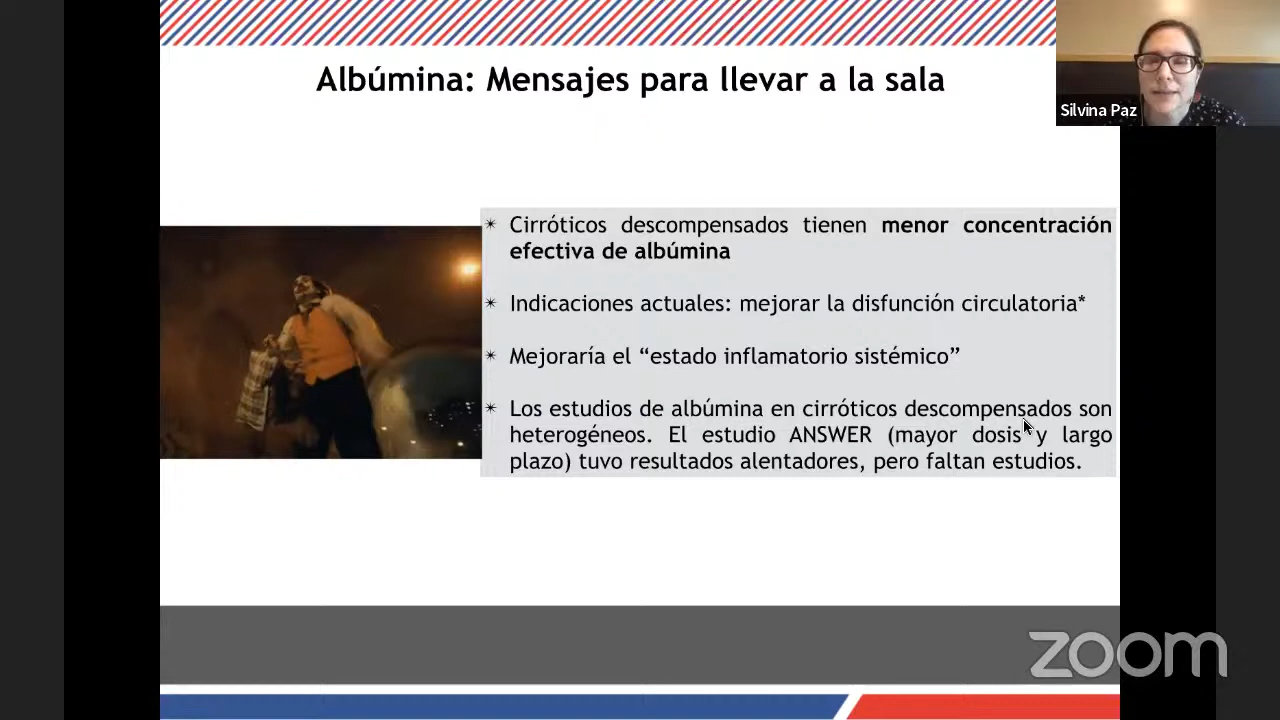 Albúmina: Mensajes para llevar a la sala
Silvina Paz
✴ Cirróticos descompensados tienen menor concentración
efectiva de albúmina
✴ Indicaciones actuales: mejorar la disfunción circulatoria*
✴ Mejoraría el “estado inflamatorio sistémico”
✴ Los estudios de albúmina en cirróticos descompensados son
heterogéneos. El estudio ANSWER (mayor dosis y largo
plazo) tuvo resultados alentadores, pero faltan estudios.
zoom